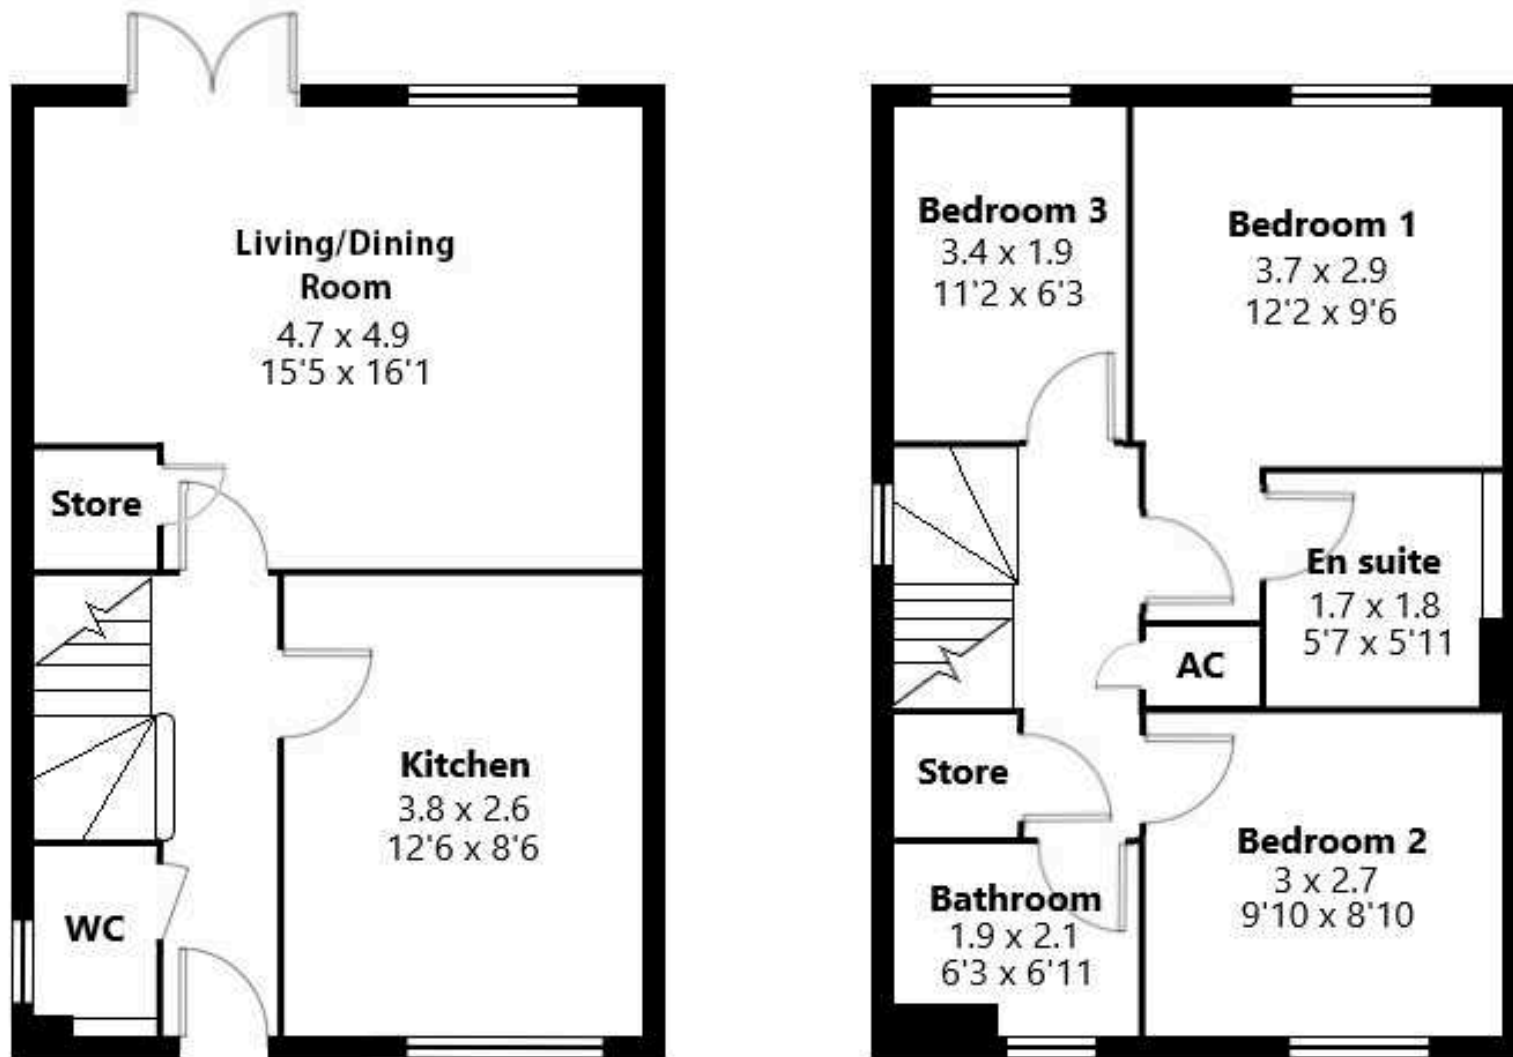 Living/Dining
Room
4.7 x 4.9
15'5 x 16'1
Store
Kitchen
3.8 x 2.6
12'6 x 8'6
WC
Bedroom 3
3.4 x 1.9
11'2 x 6'3
Bedroom 1
3.7 x 2.9
12'2 x 9'6
En suite
1.7 x 1.8
5'7 x 5'11
AC
Store
Bedroom 2
3 x 2.7
9'10 x 8'10
Bathroom
1.9 x 2.1
6'3 x 6'11